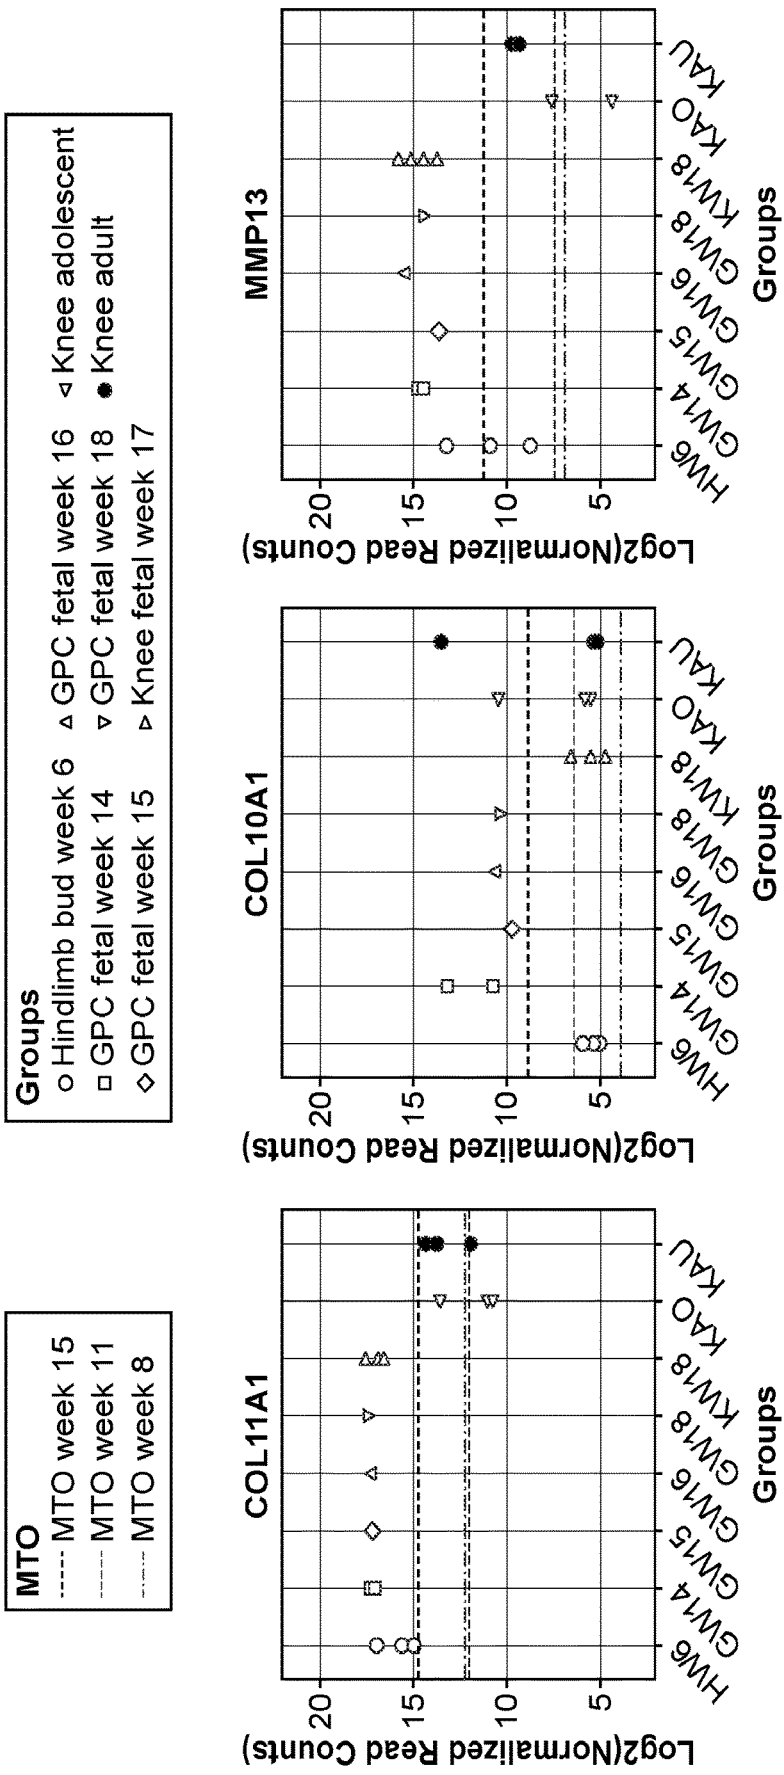 MTO
MTO week 15
MTO week 11
MTO week 8
Groups
Hindlimb bud week 6
GPC fetal week 14
GPC fetal week 15
GPC fetal week 16
GPC fetal week 18
Knee fetal week 17
Knee adolescent
Knee adult
COL11A1
Log2(Normalized Read Counts)
20
15
10
5
HW6
GW14
GW15
GW16
GW18
KW18
KAO
KAU
Groups
COL10A1
Log2(Normalized Read Counts)
20
15
10
5
HW6
GW14
GW15
GW16
GW18
KW18
KAO
KAU
Groups
MMP13
Log2(Normalized Read Counts)
20
15
10
5
HW6
GW14
GW15
GW16
GW18
KW18
KAO
KAU
Groups